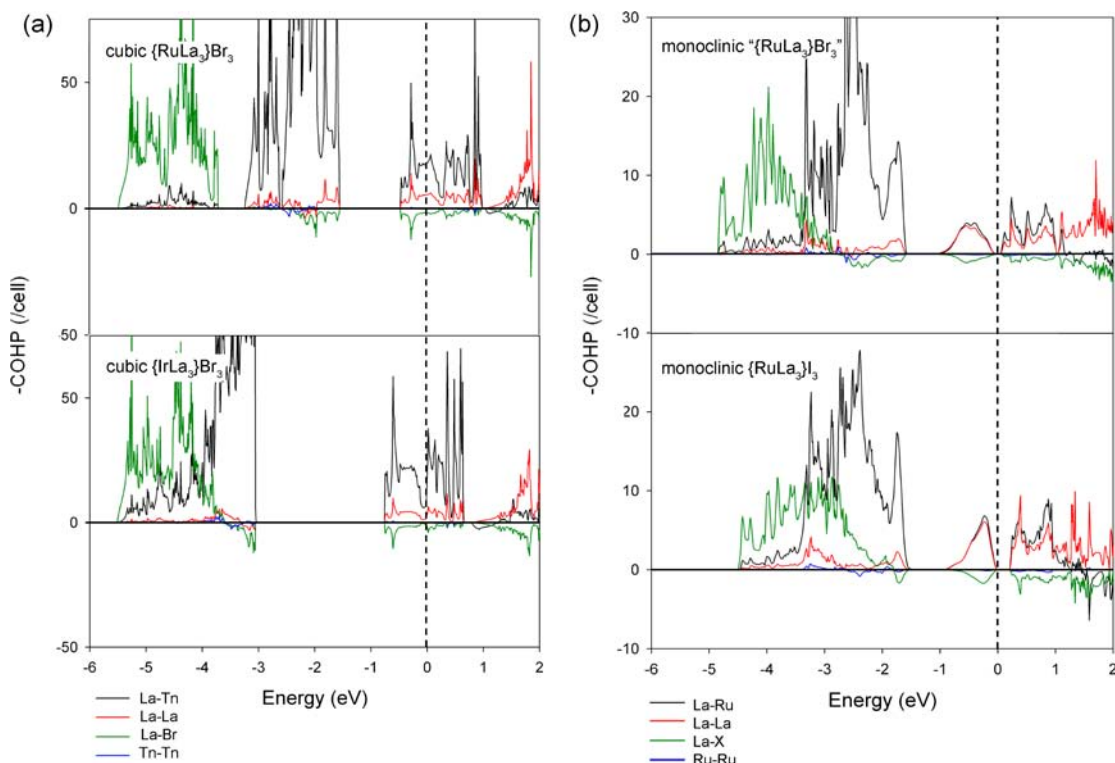 (a)
cubic {RuLa₃}Br₃
50
0
-COHP (/cell)
-50
cubic {IrLa₃}Br₃
50
0
-50
-6 -5 -4 -3 -2 -1 0 1 2
Energy (eV)
La-Tn
La-La
La-Br
Tn-Tn
(b)
30
monoclinic “{RuLa₃}Br₃”
20
10
0
-COHP (/cell)
-10
monoclinic {RuLa₃}I₃
20
10
0
-10
-6 -5 -4 -3 -2 -1 0 1 2
Energy (eV)
La-Ru
La-La
La-X
Ru-Ru